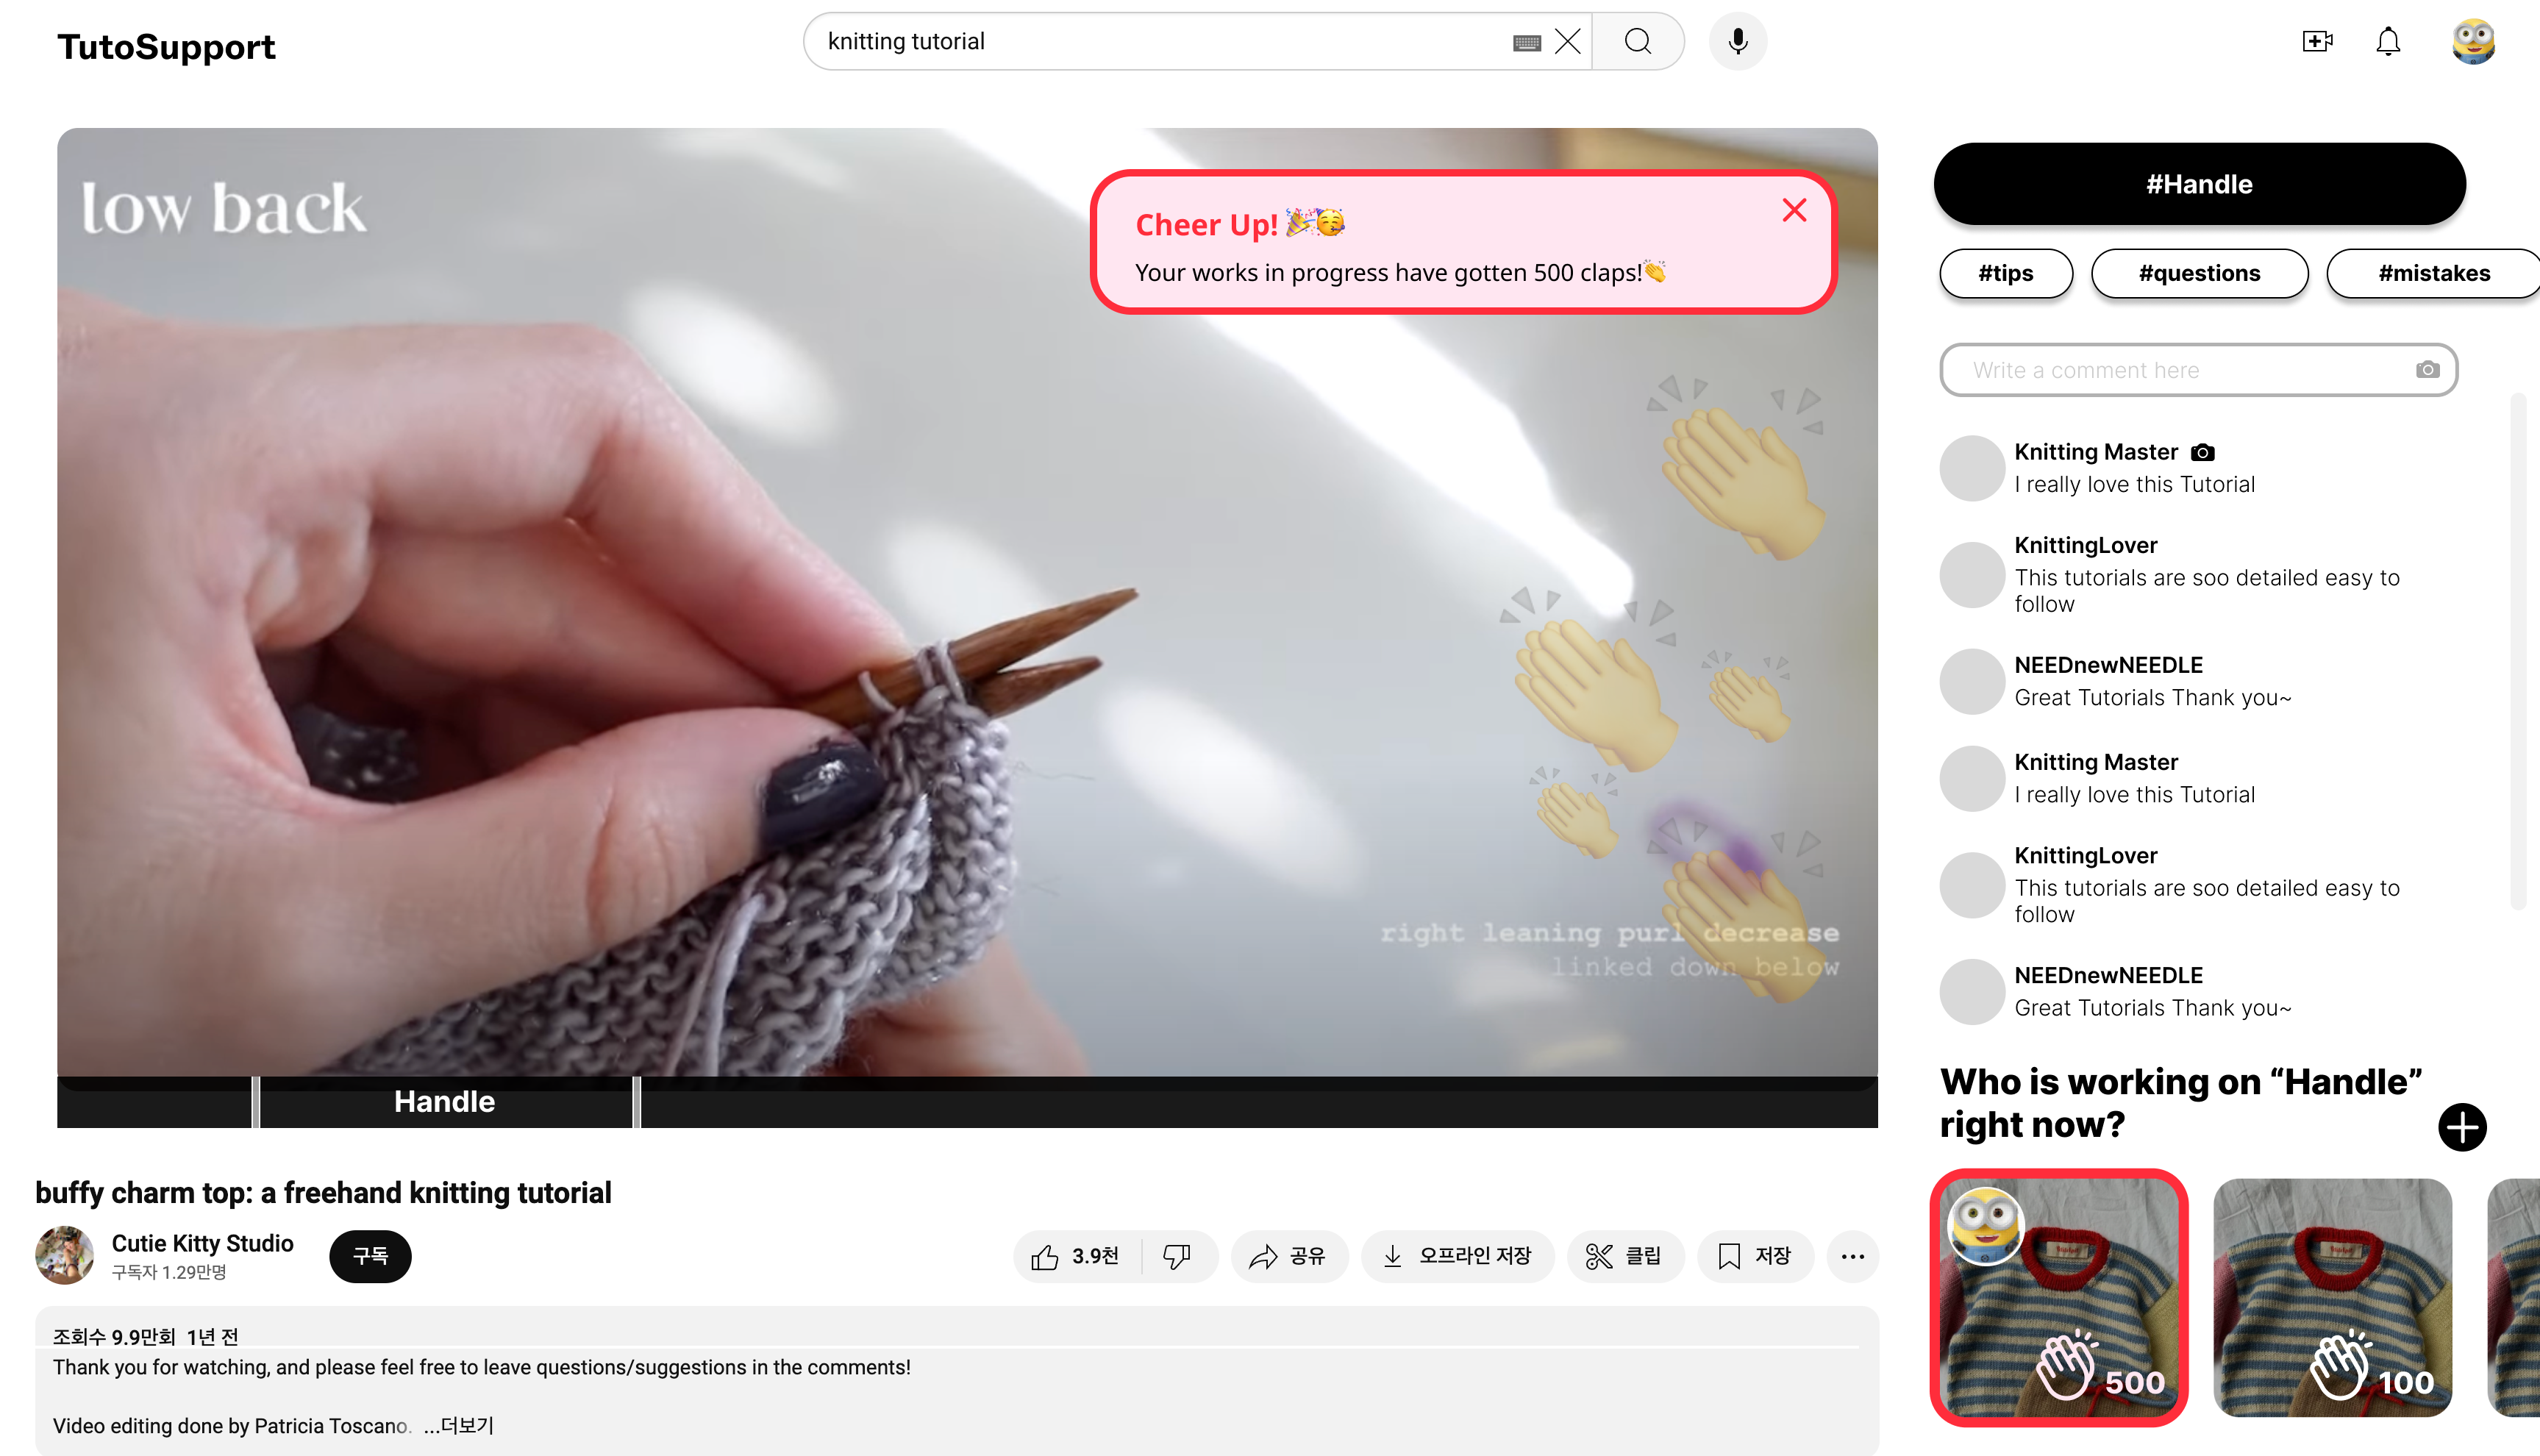 TutoSupport
knitting tutorial
low back
Cheer Up! 🎉🥳
Your works in progress have gotten 500 claps!👏
right leaning purl decrease
linked down below
Handle
#Handle
#tips
#questions
#mistakes
Write a comment here
Knitting Master
I really love this Tutorial
KnittingLover
This tutorials are soo detailed easy to
follow
NEEDnewNEEDLE
Great Tutorials Thank you~
Knitting Master
I really love this Tutorial
KnittingLover
This tutorials are soo detailed easy to
follow
NEEDnewNEEDLE
Great Tutorials Thank you~
Who is working on “Handle”
right now?
500
100
buffy charm top: a freehand knitting tutorial
Cutie Kitty Studio
구독자 1.29만명
구독
3.9천
공유
오프라인 저장
클립
저장
조회수 9.9만회 1년 전
Thank you for watching, and please feel free to leave questions/suggestions in the comments!
Video editing done by Patricia Toscano. ...더보기